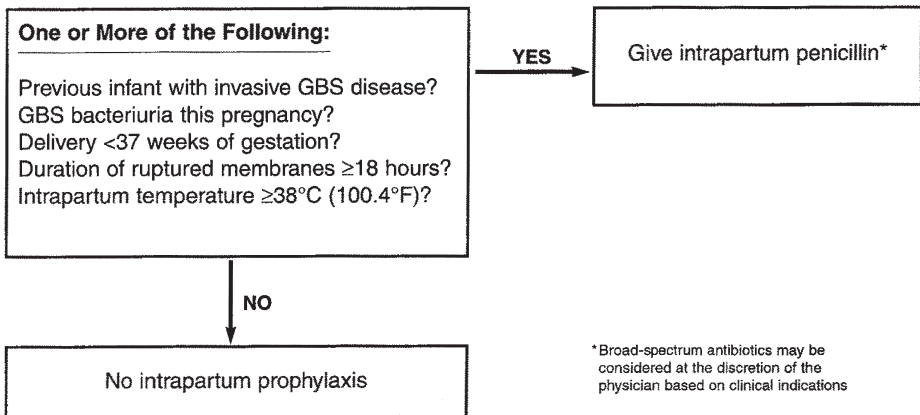 One or More of the Following:
Previous infant with invasive GBS disease?
GBS bacteriuria this pregnancy?
Delivery <37 weeks of gestation?
Duration of ruptured membranes ≥18 hours?
Intrapartum temperature ≥38°C (100.4°F)?
YES
Give intrapartum penicillin*
NO
No intrapartum prophylaxis
*Broad-spectrum antibiotics may be
considered at the discretion of the
physician based on clinical indications